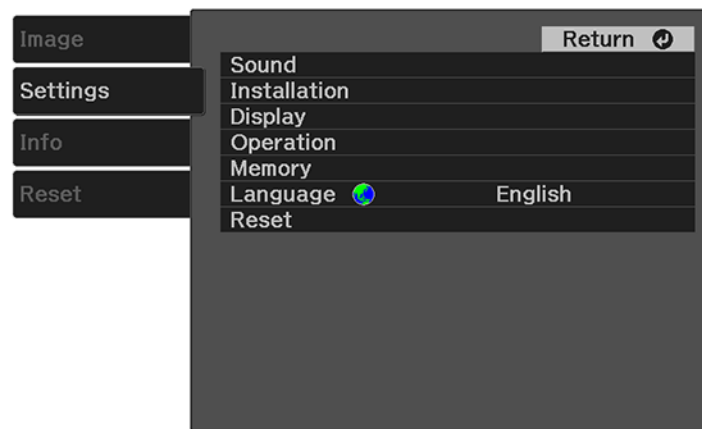 Image
Settings
Info
Reset
Return
Sound
Installation
Display
Operation
Memory
Language English
Reset